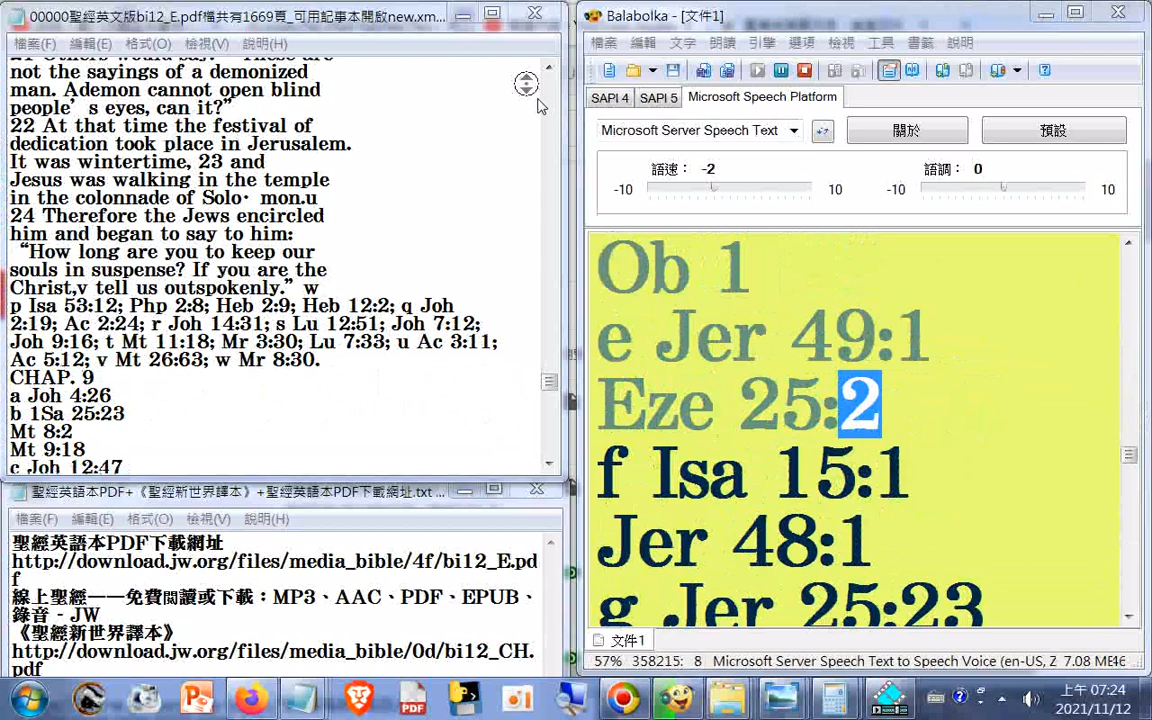 00000聖經英文版bi12_E.pdf檔共有1669頁_可用記事本開啟new.xm...
檔案(F) 編輯(E) 格式(O) 檢視(V) 說明(H)
not the sayings of a demonized
man. Ademon cannot open blind
people’s eyes, can it?”
22 At that time the festival of
dedication took place in Jerusalem.
It was wintertime, 23 and
Jesus was walking in the temple
in the colonnade of Solo·mon.u
24 Therefore the Jews encircled
him and began to say to him:
“How long are you to keep our
souls in suspense? If you are the
Christ,v tell us outspokenly.” w
p Isa 53:12; Php 2:8; Heb 2:9; Heb 12:2; q Joh
2:19; Ac 2:24; r Joh 14:31; s Lu 12:51; Joh 7:12;
Joh 9:16; t Mt 11:18; Mr 3:30; Lu 7:33; u Ac 3:11;
Ac 5:12; v Mt 26:63; w Mr 8:30.
CHAP. 9
a Joh 4:26
b 1Sa 25:23
Mt 8:2
Mt 9:18
c Joh 12:47
聖經英語本PDF+《聖經新世界譯本》+聖經英語本PDF下載網址.txt ...
檔案(F) 編輯(E) 格式(O) 檢視(V) 說明(H)
聖經英語本PDF下載網址
http://download.jw.org/files/media_bible/4f/bi12_E.pd
f
線上聖經——免費閱讀或下載：MP3、AAC、PDF、EPUB、
錄音 - JW
《聖經新世界譯本》
http://download.jw.org/files/media_bible/0d/bi12_CH.
pdf
Balabolka - [文件1]
檔案 編輯 文字 朗讀 引擎 選項 檢視 工具 書籤 說明
SAPI 4 SAPI 5 Microsoft Speech Platform
Microsoft Server Speech Text 關於 預設
語速： -2 語調： 0
-10 10 -10 10
Ob 1
e Jer 49:1
Eze 25:2
f Isa 15:1
Jer 48:1
g Jer 25:23
文件1
57% 358215: 8 Microsoft Server Speech Text to Speech Voice (en-US, Z 7.08 ME46
PDF
上午 07:24
2021/11/12